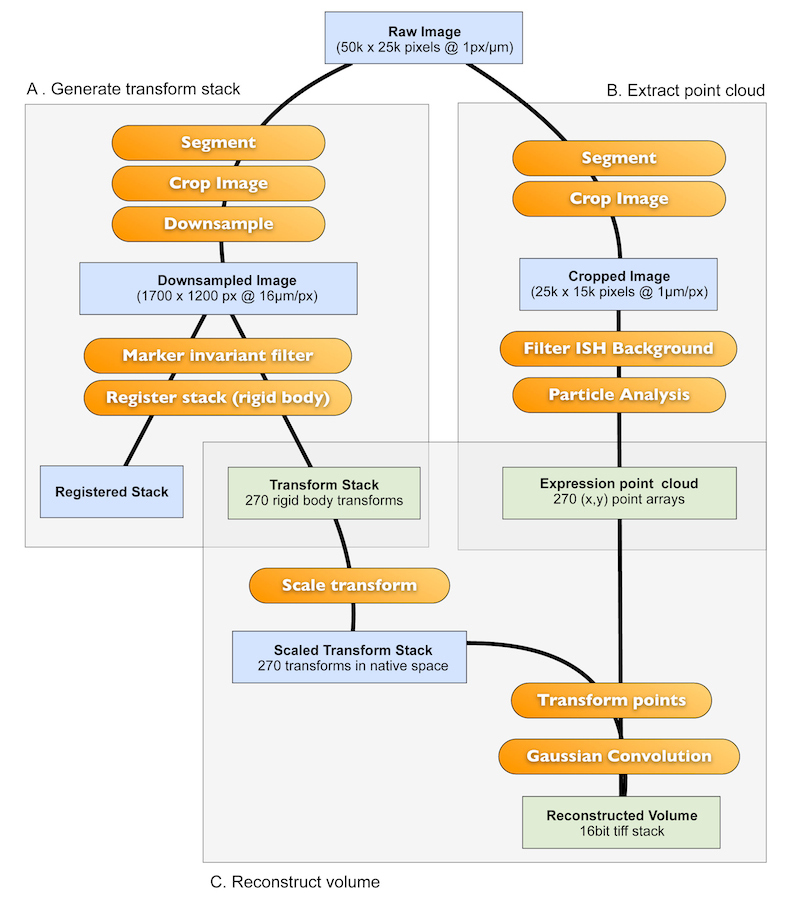 Raw Image
(50k x 25k pixels @ 1px/µm)
A . Generate transform stack
B. Extract point cloud
Segment
Crop Image
Downsample
Downsampled Image
(1700 x 1200 px @ 16µm/px)
Marker invariant filter
Register stack (rigid body)
Registered Stack
Transform Stack
270 rigid body transforms
Segment
Crop Image
Cropped Image
(25k x 15k pixels @ 1µm/px)
Filter ISH Background
Particle Analysis
Expression point cloud
270 (x,y) point arrays
Scale transform
Scaled Transform Stack
270 transforms in native space
Transform points
Gaussian Convolution
Reconstructed Volume
16bit tiff stack
C. Reconstruct volume